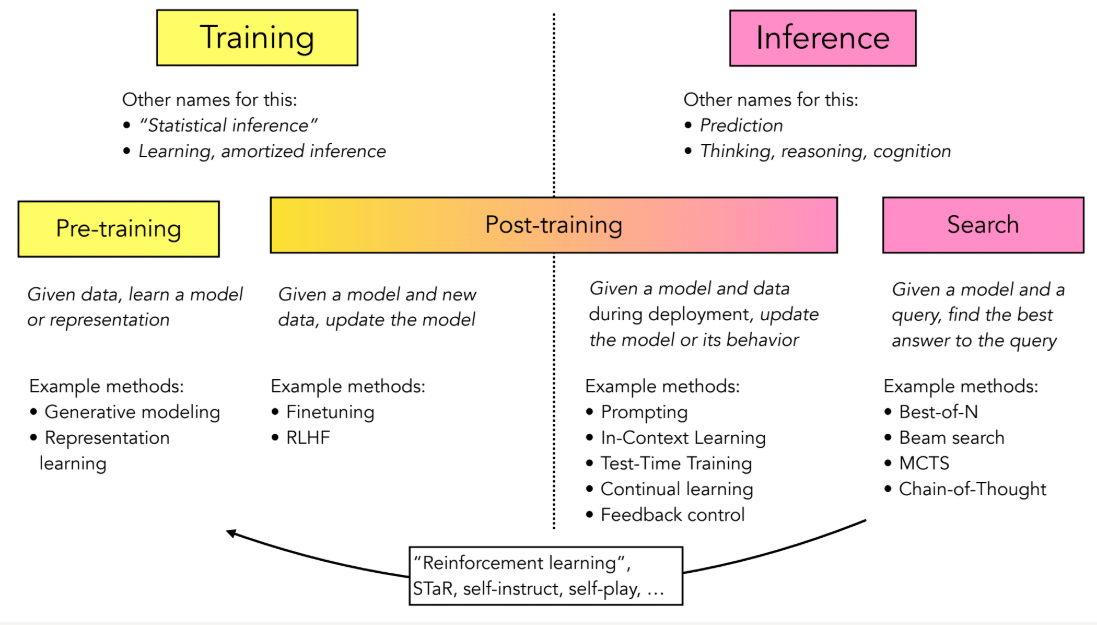 Training
Inference
Other names for this:
• “Statistical inference”
• Learning, amortized inference
Other names for this:
• Prediction
• Thinking, reasoning, cognition
Pre-training
Post-training
Search
Given data, learn a model
or representation
Given a model and new
data, update the model
Given a model and data
during deployment, update
the model or its behavior
Given a model and a
query, find the best
answer to the query
Example methods:
• Generative modeling
• Representation
learning
Example methods:
• Finetuning
• RLHF
Example methods:
• Prompting
• In-Context Learning
• Test-Time Training
• Continual learning
• Feedback control
Example methods:
• Best-of-N
• Beam search
• MCTS
• Chain-of-Thought
“Reinforcement learning”,
STaR, self-instruct, self-play, …